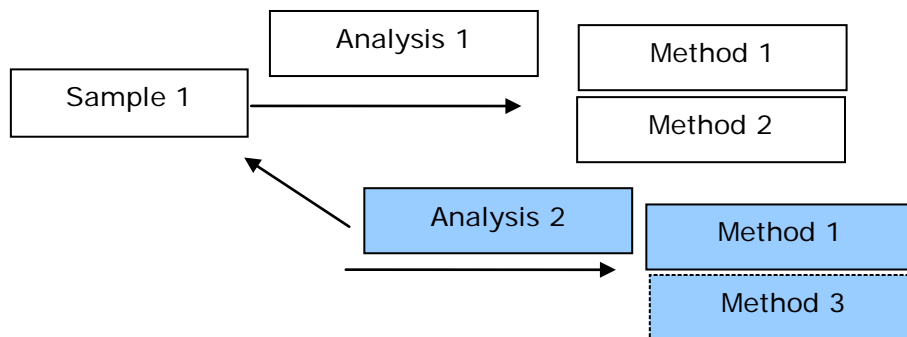 Analysis 1
Method 1
Sample 1
Method 2
Analysis 2
Method 1
Method 3